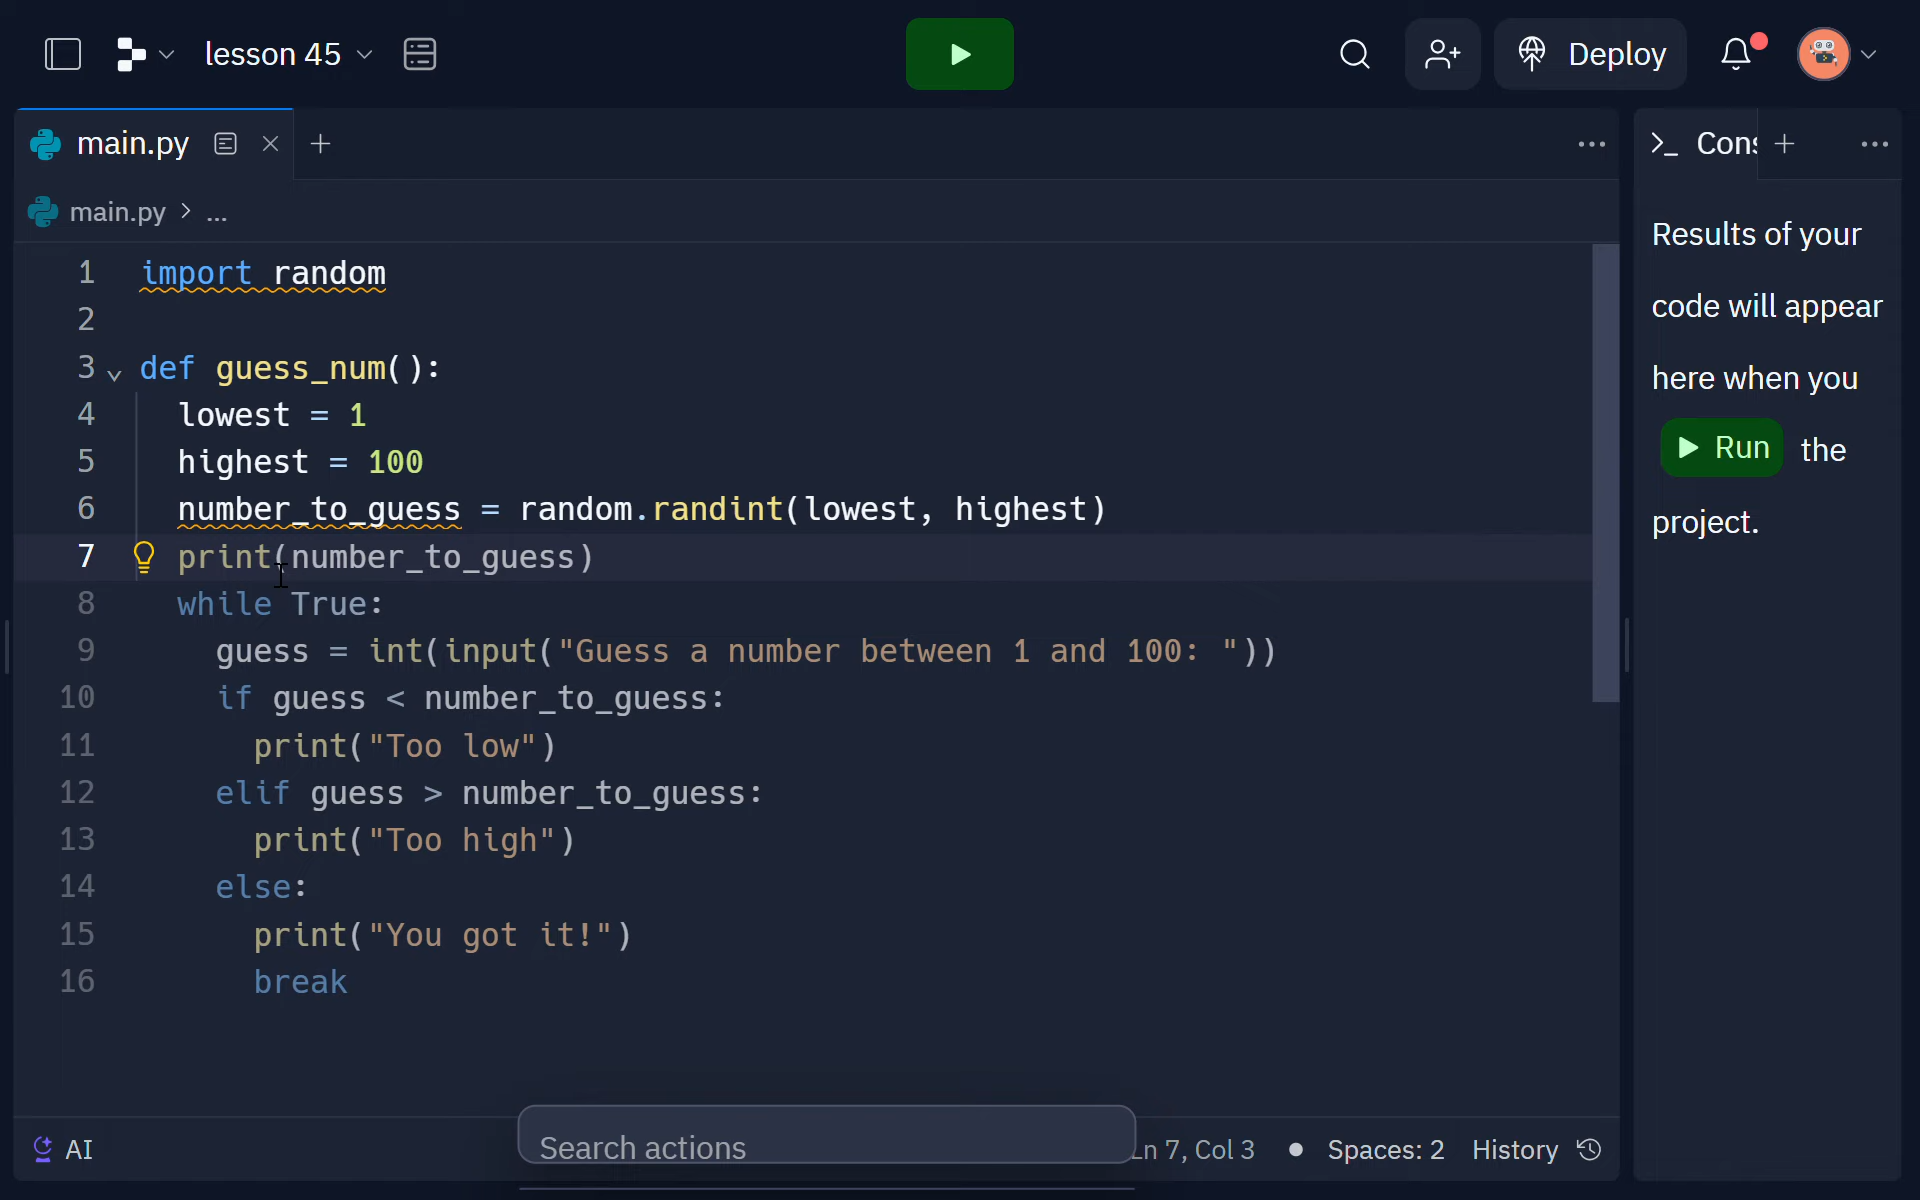 lesson 45
Deploy
main.py
Cons
main.py > ...
1 import random
2
3 def guess_num():
4   lowest = 1
5   highest = 100
6   number_to_guess = random.randint(lowest, highest)
7   print(number_to_guess)
8   while True:
9     guess = int(input("Guess a number between 1 and 100: "))
10     if guess < number_to_guess:
11       print("Too low")
12     elif guess > number_to_guess:
13       print("Too high")
14     else:
15       print("You got it!")
16       break
Results of your
code will appear
here when you
Run the
project.
AI
Search actions
Ln 7, Col 3
Spaces: 2
History